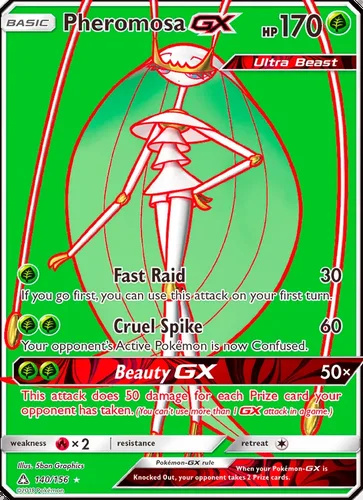 BASIC Pheromosa GX HP 170
Ultra Beast
Fast Raid 30
If you go first, you can use this attack on your first turn.
Cruel Spike 60
Your opponent's Active Pokémon is now Confused.
Beauty GX 50×
This attack does 50 damage for each Prize card your
opponent has taken. (You can't use more than 1 GX attack in a game.)
weakness × 2 resistance retreat
Illus. 5ban Graphics
140/156
©2018 Pokémon
Pokémon-GX rule
When your Pokémon-GX is
Knocked Out, your opponent takes 2 Prize cards.